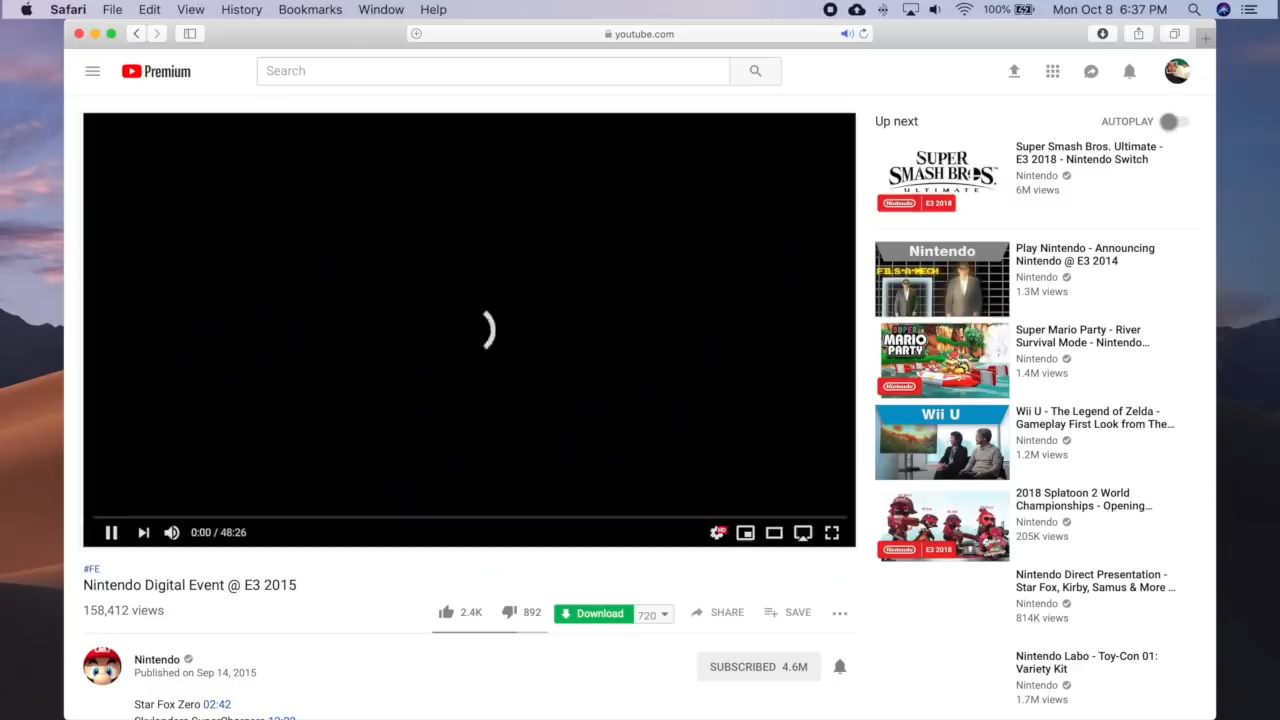 Safari File Edit View History Bookmarks Window Help 100% Mon Oct 8 6:37 PM
youtube.com
Premium Search
Up next AUTOPLAY
SUPER
SMASH BROS.
ULTIMATE
Nintendo E3 2018
Super Smash Bros. Ultimate -
E3 2018 - Nintendo Switch
Nintendo
6M views
Nintendo
FILS-A-MECH
Play Nintendo - Announcing
Nintendo @ E3 2014
Nintendo
1.3M views
SUPER
MARIO
PARTY
Nintendo
Super Mario Party - River
Survival Mode - Nintendo...
Nintendo
1.4M views
Wii U
Wii U - The Legend of Zelda -
Gameplay First Look from The...
Nintendo
1.2M views
Nintendo E3 2018
2018 Splatoon 2 World
Championships - Opening...
Nintendo
205K views
Nintendo Direct Presentation -
Star Fox, Kirby, Samus & More ...
Nintendo
814K views
Nintendo Labo - Toy-Con 01:
Variety Kit
Nintendo
1.7M views
0:00 / 48:26 HD
#FE
Nintendo Digital Event @ E3 2015
158,412 views
2.4K 892 Download 720 SHARE SAVE
Nintendo
Published on Sep 14, 2015
SUBSCRIBED 4.6M
Star Fox Zero 02:42